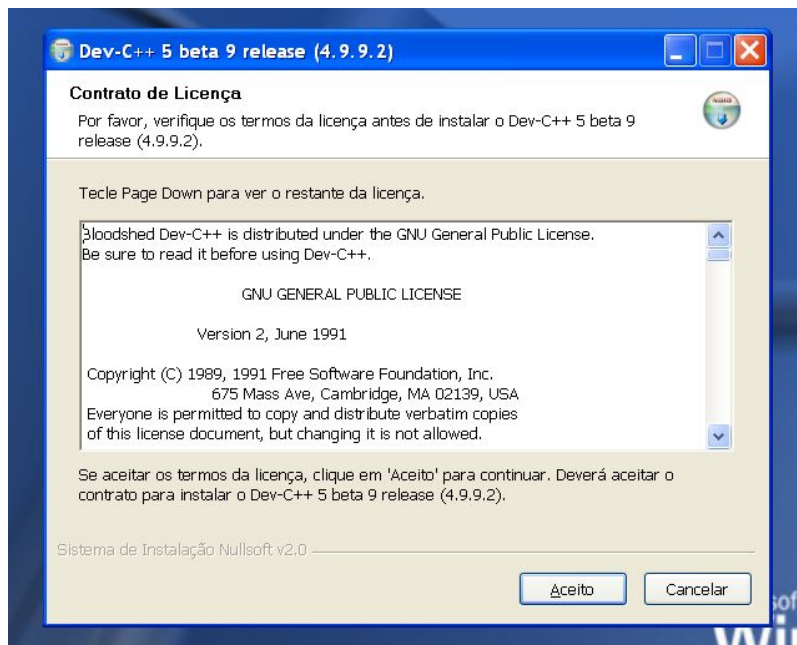 Dev-C++ 5 beta 9 release (4.9.9.2)
Contrato de Licença
Por favor, verifique os termos da licença antes de instalar o Dev-C++ 5 beta 9
release (4.9.9.2).
Tecle Page Down para ver o restante da licença.
Bloodshed Dev-C++ is distributed under the GNU General Public License.
Be sure to read it before using Dev-C++.
GNU GENERAL PUBLIC LICENSE
Version 2, June 1991
Copyright (C) 1989, 1991 Free Software Foundation, Inc.
675 Mass Ave, Cambridge, MA 02139, USA
Everyone is permitted to copy and distribute verbatim copies
of this license document, but changing it is not allowed.
Se aceitar os termos da licença, clique em 'Aceito' para continuar. Deverá aceitar o
contrato para instalar o Dev-C++ 5 beta 9 release (4.9.9.2).
Sistema de Instalação Nullsoft v2.0
Aceito Cancelar